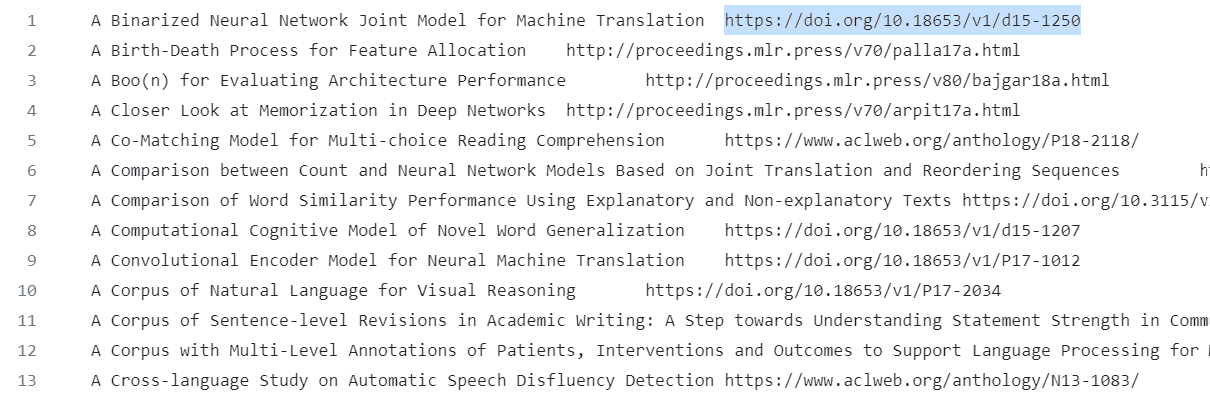 1 A Binarized Neural Network Joint Model for Machine Translation https://doi.org/10.18653/v1/d15-1250
2 A Birth-Death Process for Feature Allocation http://proceedings.mlr.press/v70/palla17a.html
3 A Boo(n) for Evaluating Architecture Performance http://proceedings.mlr.press/v80/bajgar18a.html
4 A Closer Look at Memorization in Deep Networks http://proceedings.mlr.press/v70/arpit17a.html
5 A Co-Matching Model for Multi-choice Reading Comprehension https://www.aclweb.org/anthology/P18-2118/
6 A Comparison between Count and Neural Network Models Based on Joint Translation and Reordering Sequences
7 A Comparison of Word Similarity Performance Using Explanatory and Non-explanatory Texts https://doi.org/10.3115/v
8 A Computational Cognitive Model of Novel Word Generalization https://doi.org/10.18653/v1/d15-1207
9 A Convolutional Encoder Model for Neural Machine Translation https://doi.org/10.18653/v1/P17-1012
10 A Corpus of Natural Language for Visual Reasoning https://doi.org/10.18653/v1/P17-2034
11 A Corpus of Sentence-level Revisions in Academic Writing: A Step towards Understanding Statement Strength in Comm
12 A Corpus with Multi-Level Annotations of Patients, Interventions and Outcomes to Support Language Processing for
13 A Cross-language Study on Automatic Speech Disfluency Detection https://www.aclweb.org/anthology/N13-1083/